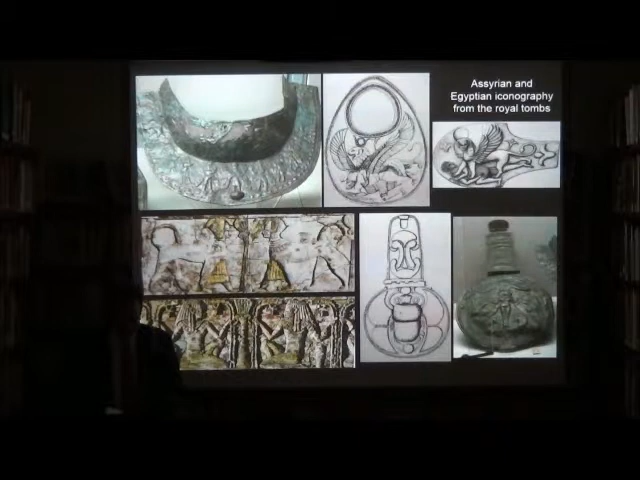 Assyrian and
Egyptian iconography
from the royal tombs